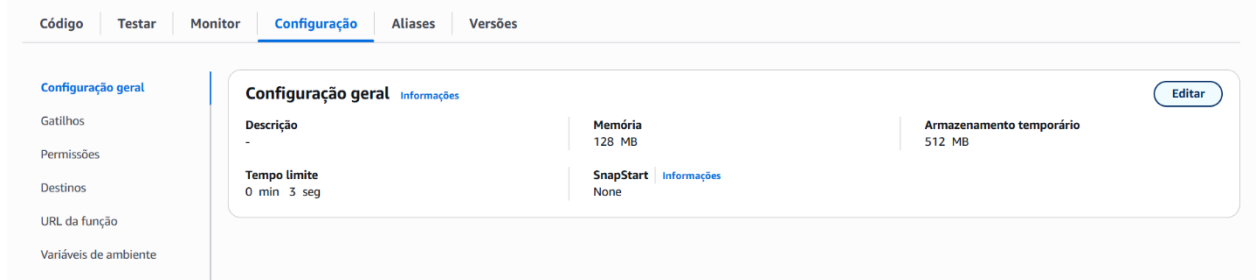 Código Testar Monitor Configuração Aliases Versões
Configuração geral
Gatilhos
Permissões
Destinos
URL da função
Variáveis de ambiente
Configuração geral Informações Editar
Descrição Memória Armazenamento temporário
- 128 MB 512 MB
Tempo limite SnapStart Informações
0 min 3 seg None